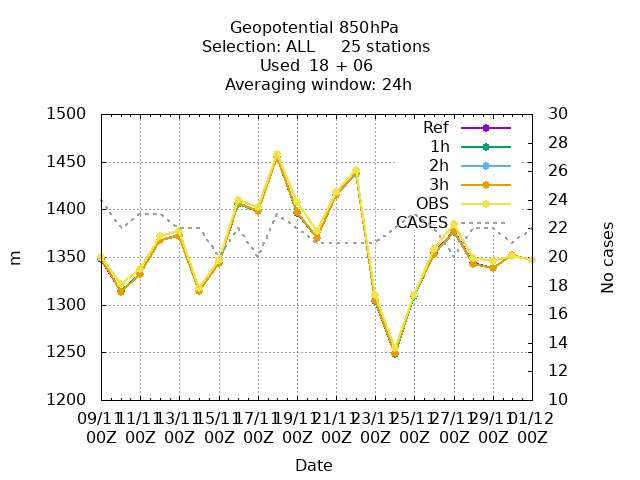 Geopotential 850hPa
Selection: ALL     25 stations
Used  18 + 06
Averaging window: 24h
1500
1450
1400
1350
1300
1250
1200
m
30
28
26
24
22
20
18
16
14
12
10
No cases
Ref
1h
2h
3h
OBS
CASES
09/11 11/11 13/11 15/11 17/11 19/11 21/11 23/11 25/11 27/11 29/11 01/12
00Z 00Z 00Z 00Z 00Z 00Z 00Z 00Z 00Z 00Z 00Z 00Z
Date